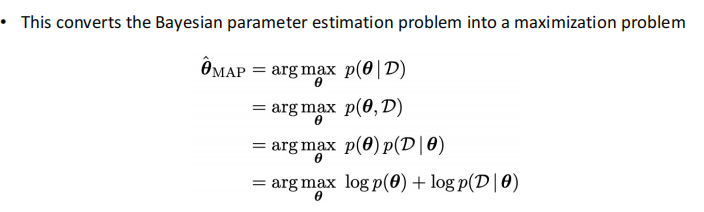 • This converts the Bayesian parameter estimation problem into a maximization problem
θ̂_MAP = arg max_θ p(θ | D)
= arg max_θ p(θ, D)
= arg max_θ p(θ) p(D | θ)
= arg max_θ log p(θ) + log p(D | θ)